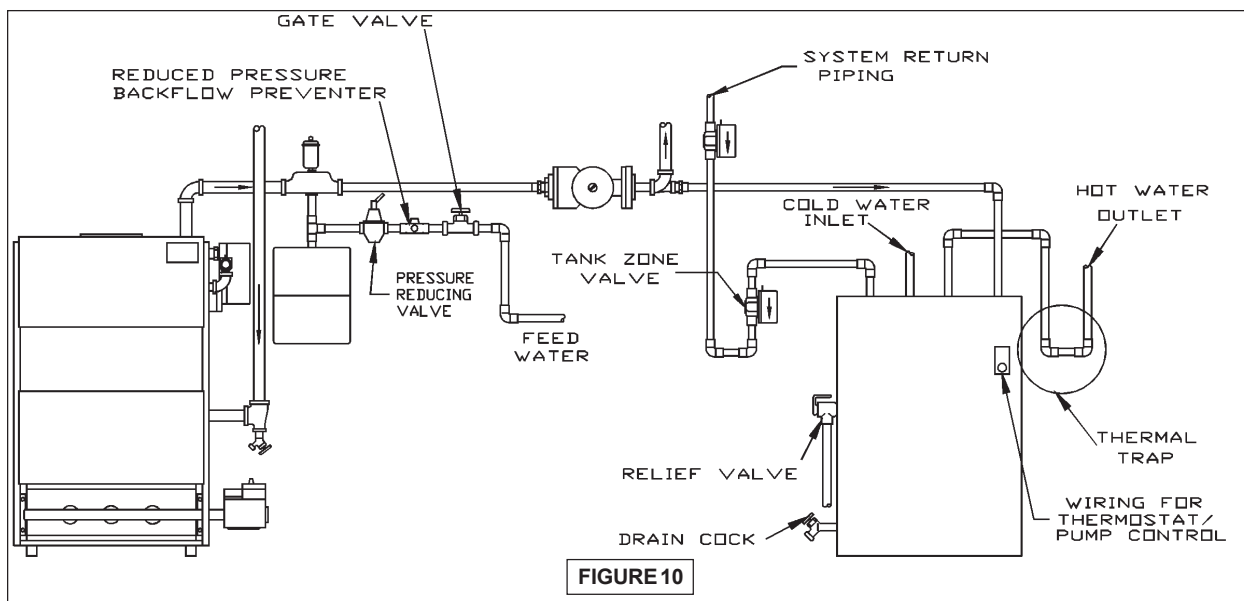 GATE VALVE
REDUCED PRESSURE
BACKFLOW PREVENTER
SYSTEM RETURN
PIPING
HOT WATER
OUTLET
COLD WATER
INLET
TANK ZONE
VALVE
PRESSURE
REDUCING
VALVE
FEED
WATER
THERMAL
TRAP
RELIEF VALVE
WIRING FOR
THERMOSTAT/
PUMP CONTROL
DRAIN COCK
FIGURE 10